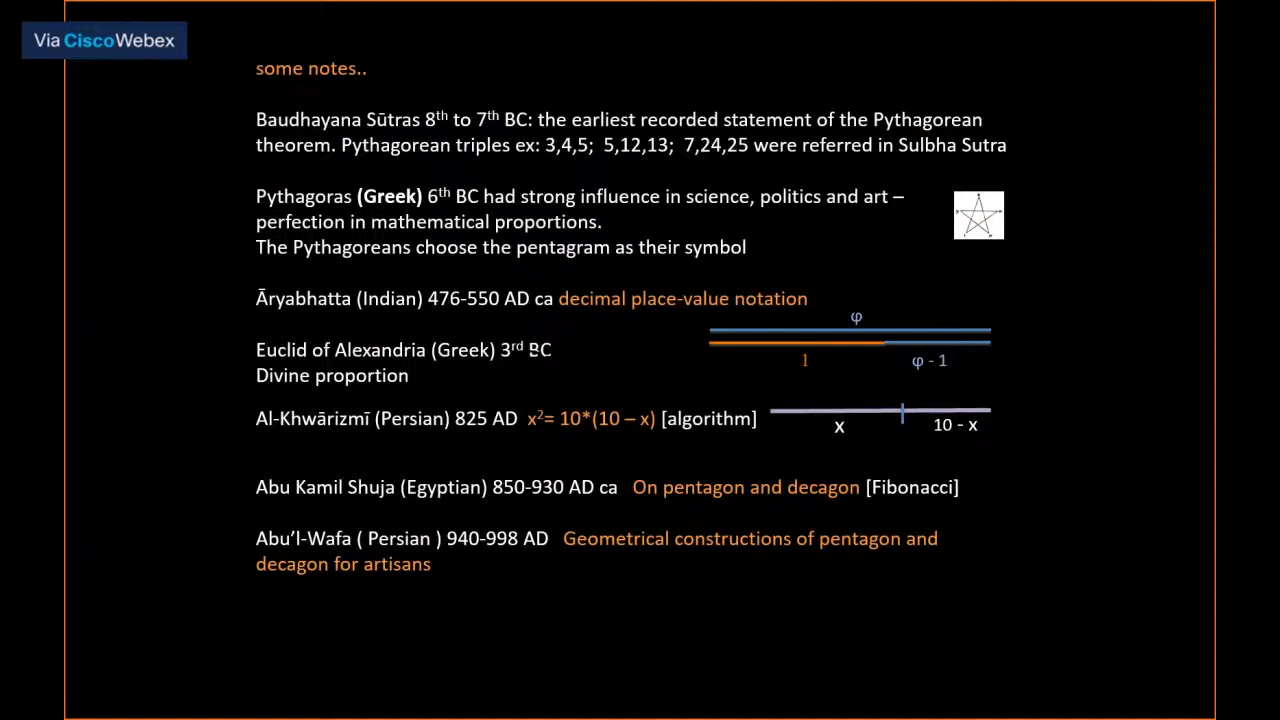 Via CiscoWebex
some notes..
Baudhayana Sūtras 8th to 7th BC: the earliest recorded statement of the Pythagorean
theorem. Pythagorean triples ex: 3,4,5; 5,12,13; 7,24,25 were referred in Sulbha Sutra
Pythagoras (Greek) 6th BC had strong influence in science, politics and art –
perfection in mathematical proportions.
The Pythagoreans choose the pentagram as their symbol
Āryabhatta (Indian) 476-550 AD ca decimal place-value notation
φ
Euclid of Alexandria (Greek) 3rd BC
1 φ - 1
Divine proportion
Al-Khwārizmī (Persian) 825 AD x²= 10*(10 – x) [algorithm]
x 10 - x
Abu Kamil Shuja (Egyptian) 850-930 AD ca On pentagon and decagon [Fibonacci]
Abu’l-Wafa ( Persian ) 940-998 AD Geometrical constructions of pentagon and
decagon for artisans